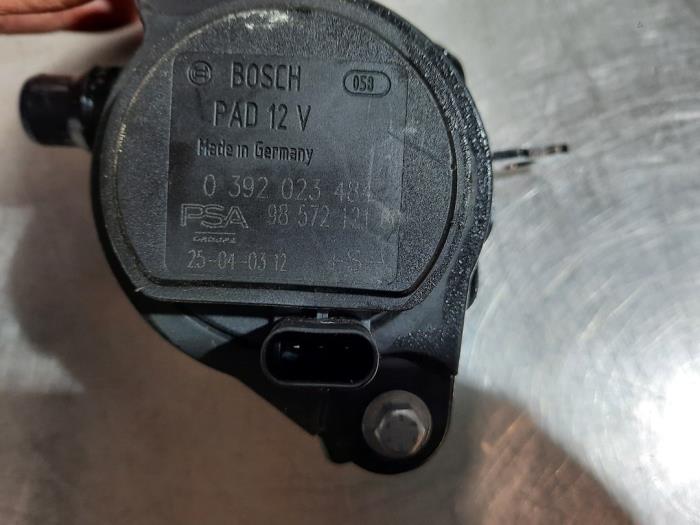 BOSCH 058
PAD 12 V
Made in Germany
0 392 023 484
PSA 98 572 121
GROUPE
25-04-03 12